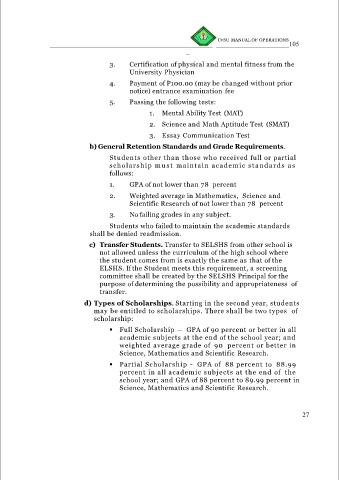 EVSU MANUAL OF OPERATIONS
105
3. Certification of physical and mental fitness from the
University Physician
4. Payment of P100.00 (may be changed without prior
notice) entrance examination fee
5. Passing the following tests:
1. Mental Ability Test (MAT)
2. Science and Math Aptitude Test (SMAT)
3. Essay Communication Test
b) General Retention Standards and Grade Requirements.
Students other than those who received full or partial
scholarship must maintain academic standards as
follows:
1. GPA of not lower than 78 percent
2. Weighted average in Mathematics, Science and
Scientific Research of not lower than 78 percent
3. No failing grades in any subject.
Students who failed to maintain the academic standards
shall be denied readmission.
c) Transfer Students. Transfer to SELSHS from other school is
not allowed unless the curriculum of the high school where
the student comes from is exactly the same as that of the
ELSHS. If the Student meets this requirement, a screening
committee shall be created by the SELSHS Principal for the
purpose of determining the possibility and appropriateness of
transfer.
d) Types of Scholarships. Starting in the second year, students
may be entitled to scholarships. There shall be two types of
scholarship:
• Full Scholarship – GPA of 90 percent or better in all
academic subjects at the end of the school year; and
weighted average grade of 90 percent or better in
Science, Mathematics and Scientific Research.
• Partial Scholarship - GPA of 88 percent to 88.99
percent in all academic subjects at the end of the
school year; and GPA of 88 percent to 89.99 percent in
Science, Mathematics and Scientific Research.
27